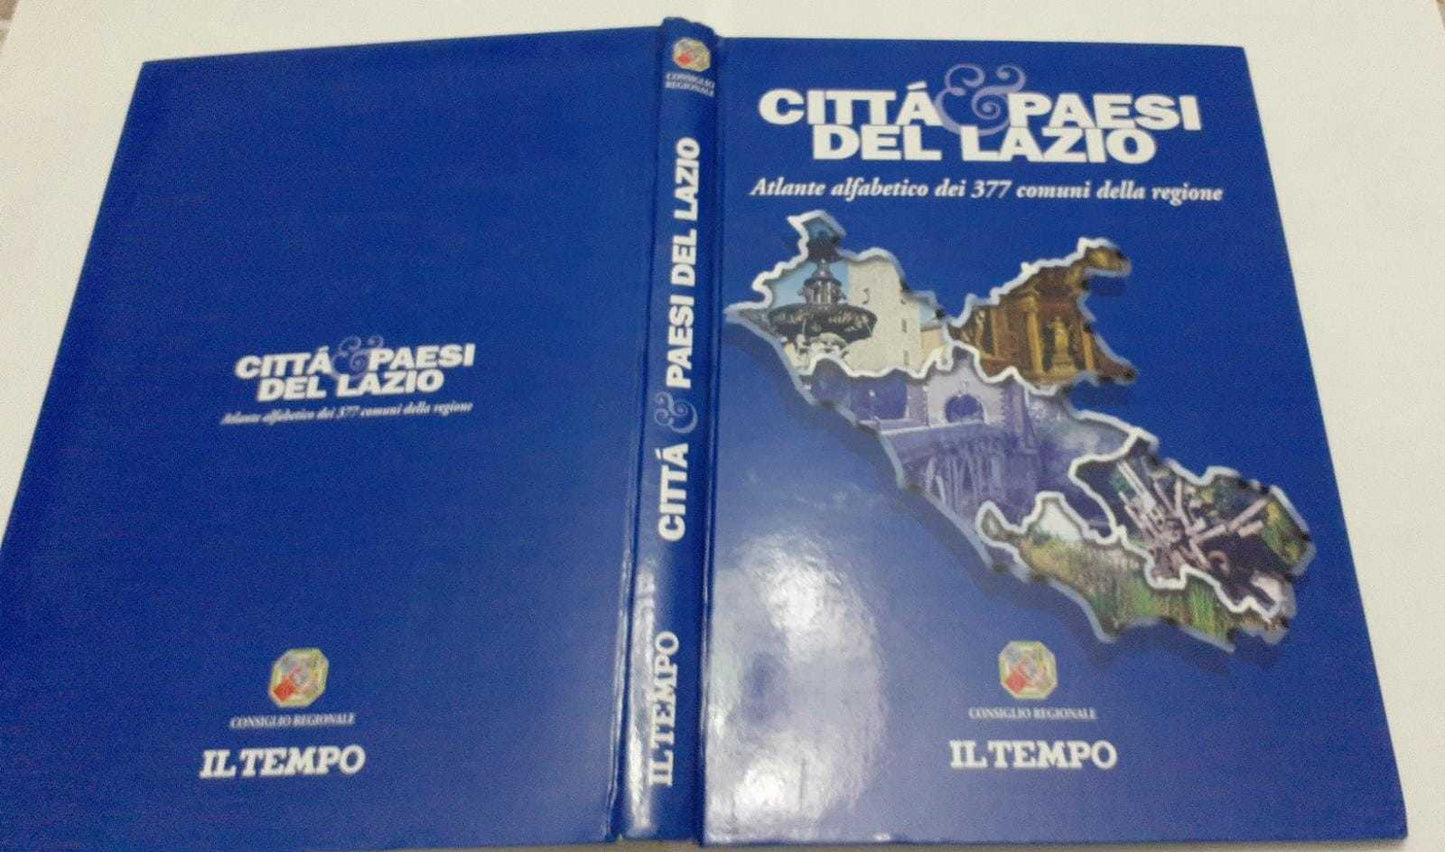 CITTÁ & PAESI
DEL LAZIO
Atlante alfabetico dei 377 comuni della regione
CONSIGLIO REGIONALE
IL TEMPO
CONSIGLIO
REGIONALE
CITTÁ & PAESI DEL LAZIO
IL TEMPO
CITTÁ & PAESI
DEL LAZIO
Atlante alfabetico dei 377 comuni della regione
CONSIGLIO REGIONALE
IL TEMPO